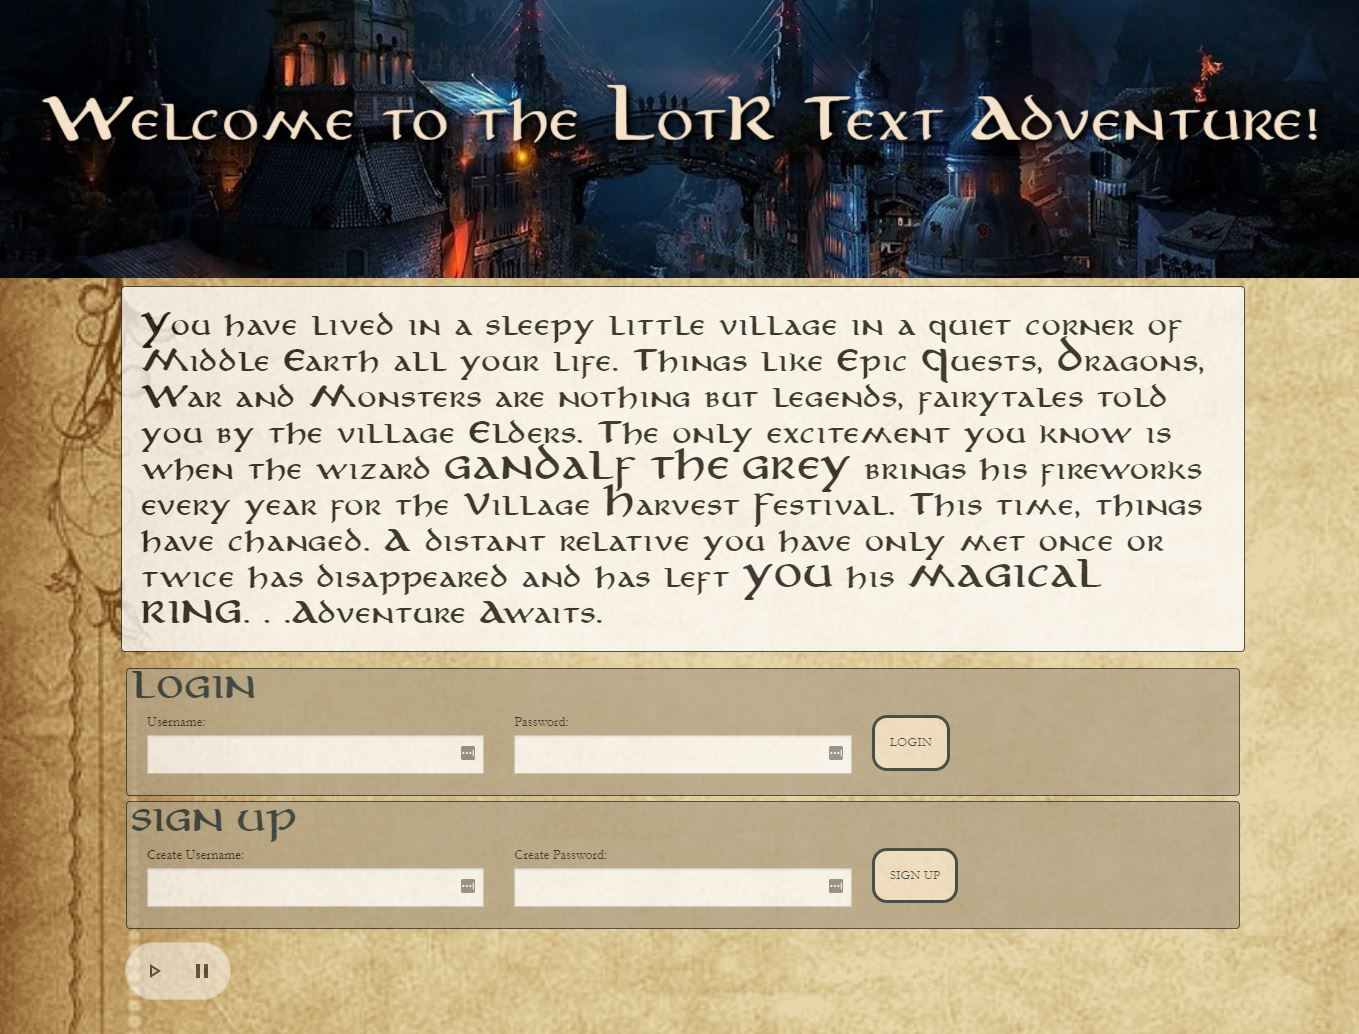 Welcome to the LotR Text Adventure!
You have lived in a sleepy little village in a quiet corner of
Middle Earth all your life. Things like Epic Quests, Dragons,
War and Monsters are nothing but legends, fairytales told
you by the village Elders. The only excitement you know is
when the wizard GANDALF THE GREY brings his fireworks
every year for the Village Harvest Festival. This time, things
have changed. A distant relative you have only met once or
twice has disappeared and has left YOU his MAGICAL
RING. . .Adventure Awaits.
Login
Username:
Password:
LOGIN
Sign Up
Create Username:
Create Password:
SIGN UP